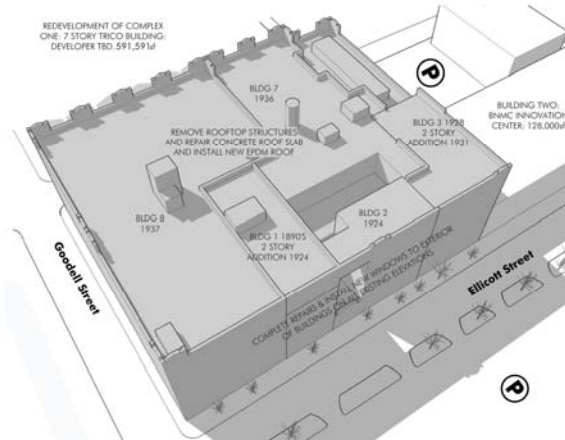 REDEVELOPMENT OF COMPLEX
ONE: 7 STORY TRICO BUILDING:
DEVELOPER TBD. 591,591sf
P
BLDG 7
1936
BUILDING TWO:
BNMC INNOVATION
CENTER: 128,000sf
BLDG 3 1928
2 STORY
ADDITION 1931
REMOVE ROOFTOP STRUCTURES
AND REPAIR CONCRETE ROOF SLAB
AND INSTALL NEW EPDM ROOF
BLDG 8
1937
BLDG 2
1924
BLDG 1 1890'S
2 STORY
ADDITION 1924
Goodell Street
COMPLETE REPAIRS & INSTALL NEW WINDOWS TO EXTERIOR
OF BUILDINGS ON ALL EXISTING ELEVATIONS
Ellicott Street
P